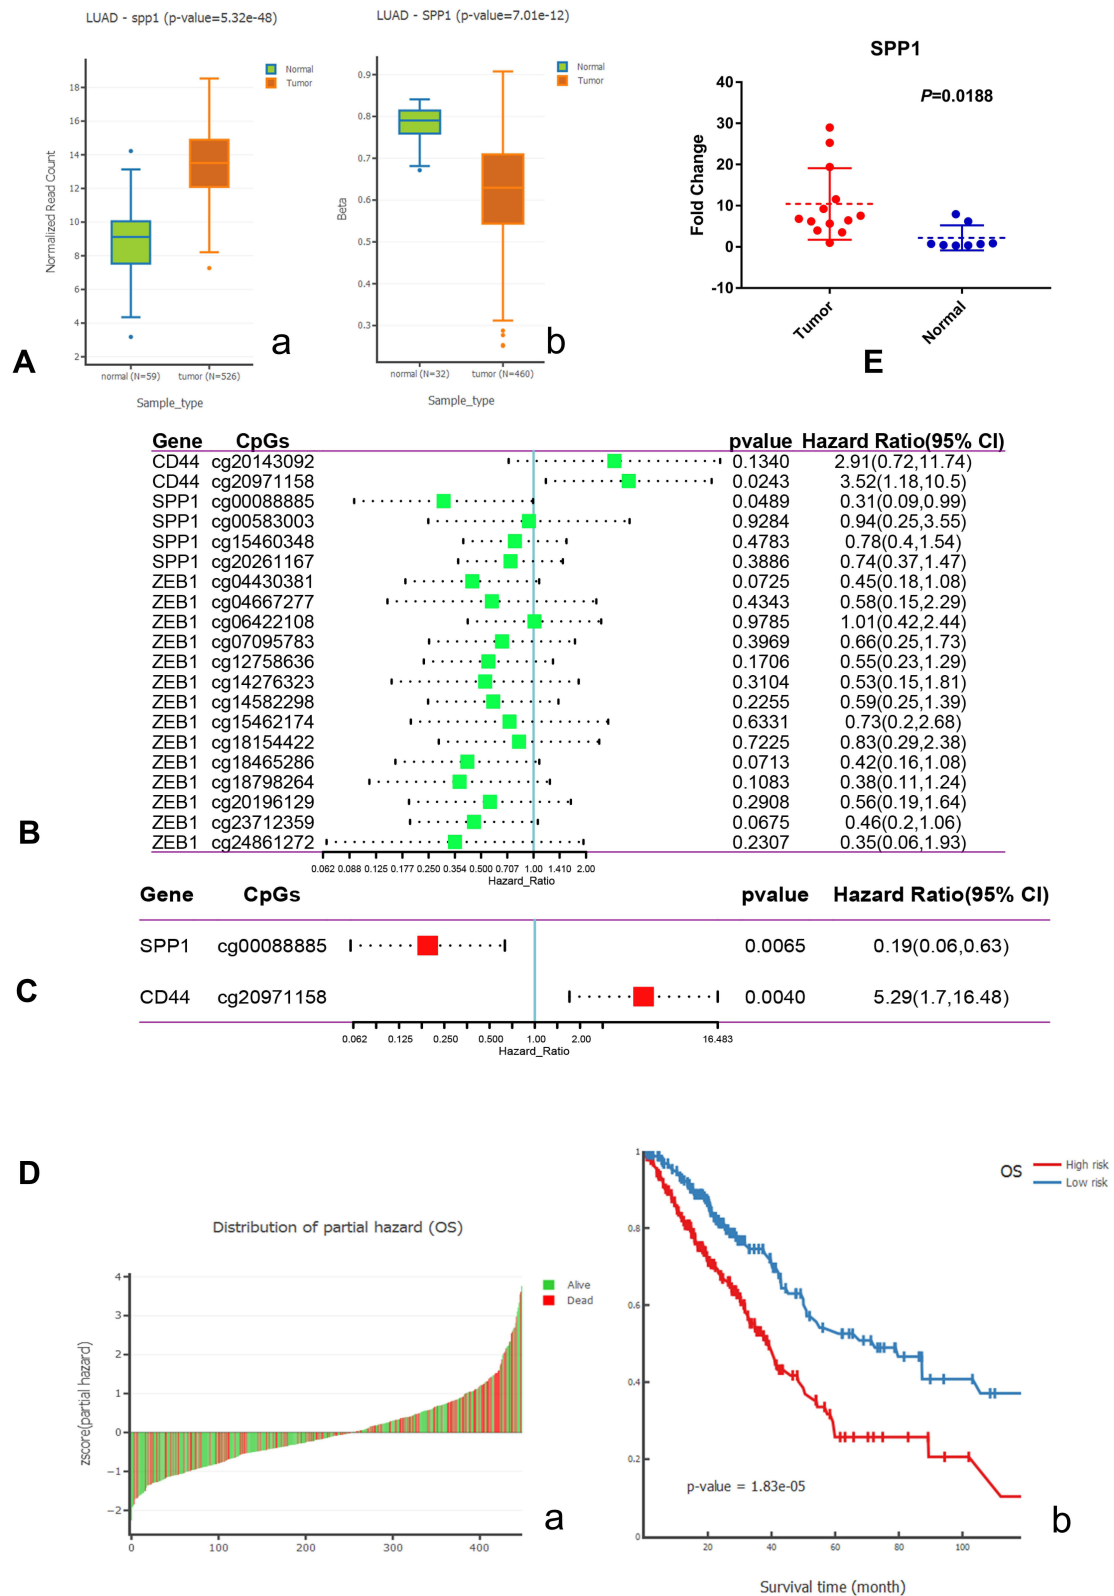 LUAD - spp1 (p-value=5.32e-48)
Normal
Tumor
Normalized Read Count
18
16
14
12
10
8
6
4
2
normal (N=59)
tumor (N=526)
Sample_type
a
LUAD - SPP1 (p-value=7.01e-12)
Normal
Tumor
Beta
0.9
0.8
0.7
0.6
0.5
0.4
0.3
normal (N=32)
tumor (N=460)
Sample_type
b
A
SPP1
P=0.0188
Fold Change
40
30
20
10
0
-10
Tumor
Normal
E
Gene CpGs pvalue Hazard Ratio(95% CI)
CD44 cg20143092 0.1340 2.91(0.72,11.74)
CD44 cg20971158 0.0243 3.52(1.18,10.5)
SPP1 cg00088885 0.0489 0.31(0.09,0.99)
SPP1 cg00583003 0.9284 0.94(0.25,3.55)
SPP1 cg15460348 0.4783 0.78(0.4,1.54)
SPP1 cg20261167 0.3886 0.74(0.37,1.47)
ZEB1 cg04430381 0.0725 0.45(0.18,1.08)
ZEB1 cg04667277 0.4343 0.58(0.15,2.29)
ZEB1 cg06422108 0.9785 1.01(0.42,2.44)
ZEB1 cg07095783 0.3969 0.66(0.25,1.73)
ZEB1 cg12758636 0.1706 0.55(0.23,1.29)
ZEB1 cg14276323 0.3104 0.53(0.15,1.81)
ZEB1 cg14582298 0.2255 0.59(0.25,1.39)
ZEB1 cg15462174 0.6331 0.73(0.2,2.68)
ZEB1 cg18154422 0.7225 0.83(0.29,2.38)
ZEB1 cg18465286 0.0713 0.42(0.16,1.08)
ZEB1 cg18798264 0.1083 0.38(0.11,1.24)
ZEB1 cg20196129 0.2908 0.56(0.19,1.64)
ZEB1 cg23712359 0.0675 0.46(0.2,1.06)
ZEB1 cg24861272 0.2307 0.35(0.06,1.93)
0.062 0.088 0.125 0.177 0.250 0.354 0.500 0.707 1.00 1.410 2.00
Hazard_Ratio
B
Gene CpGs pvalue Hazard Ratio(95% CI)
SPP1 cg00088885 0.0065 0.19(0.06,0.63)
CD44 cg20971158 0.0040 5.29(1.7,16.48)
0.062 0.125 0.250 0.500 1.00 2.00 16.483
Hazard_Ratio
C
D
Distribution of partial hazard (OS)
Alive
Dead
zscore(partial hazard)
4
3
2
1
0
−1
−2
0 100 200 300 400
a
OS
High risk
Low risk
1
0.8
0.6
0.4
0.2
0
p-value = 1.83e-05
20 40 60 80 100
Survival time (month)
b